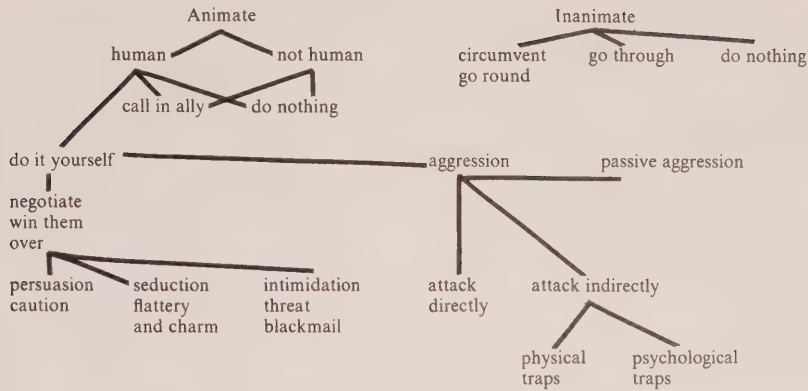 Animate
Inanimate
human
not human
circumvent
go round
go through
do nothing
call in ally
do nothing
do it yourself
aggression
passive aggression
negotiate
win them
over
persuasion
caution
seduction
flattery
and charm
intimidation
threat
blackmail
attack
directly
attack indirectly
physical
traps
psychological
traps